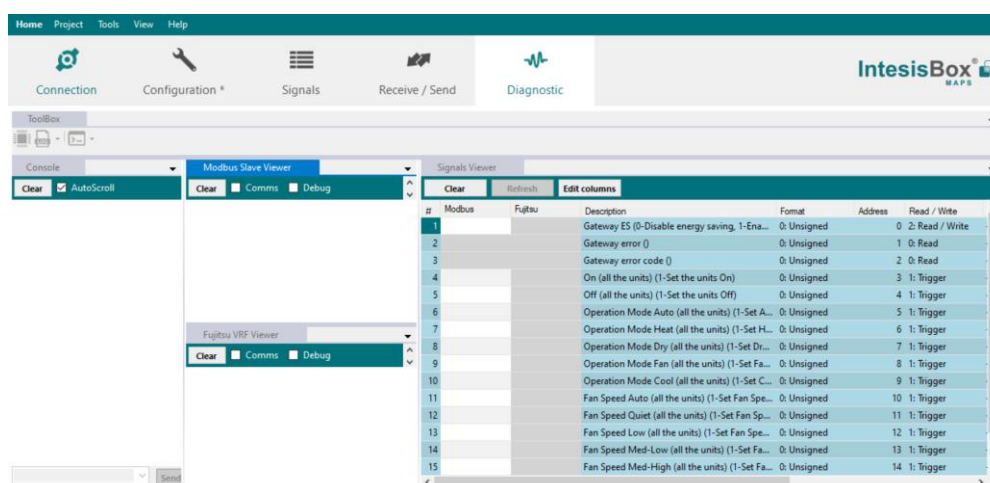 Home Project Tools View Help
Connection Configuration * Signals Receive / Send Diagnostic
IntesisBox®
MAPS
ToolBox
Console
Clear AutoScroll
Send
Modbus Slave Viewer
Clear Comms Debug
Fujitsu VRF Viewer
Clear Comms Debug
Signals Viewer
Clear Refresh Edit columns
# Modbus Fujitsu Description Format Address Read / Write
1 Gateway ES (0-Disable energy saving, 1-Ena... 0: Unsigned 0 2: Read / Write
2 Gateway error () 0: Unsigned 1 0: Read
3 Gateway error code () 0: Unsigned 2 0: Read
4 On (all the units) (1-Set the units On) 0: Unsigned 3 1: Trigger
5 Off (all the units) (1-Set the units Off) 0: Unsigned 4 1: Trigger
6 Operation Mode Auto (all the units) (1-Set A... 0: Unsigned 5 1: Trigger
7 Operation Mode Heat (all the units) (1-Set H... 0: Unsigned 6 1: Trigger
8 Operation Mode Dry (all the units) (1-Set Dr... 0: Unsigned 7 1: Trigger
9 Operation Mode Fan (all the units) (1-Set Fa... 0: Unsigned 8 1: Trigger
10 Operation Mode Cool (all the units) (1-Set C... 0: Unsigned 9 1: Trigger
11 Fan Speed Auto (all the units) (1-Set Fan Spe... 0: Unsigned 10 1: Trigger
12 Fan Speed Quiet (all the units) (1-Set Fan Sp... 0: Unsigned 11 1: Trigger
13 Fan Speed Low (all the units) (1-Set Fan Spe... 0: Unsigned 12 1: Trigger
14 Fan Speed Med-Low (all the units) (1-Set Fa... 0: Unsigned 13 1: Trigger
15 Fan Speed Med-High (all the units) (1-Set Fa... 0: Unsigned 14 1: Trigger